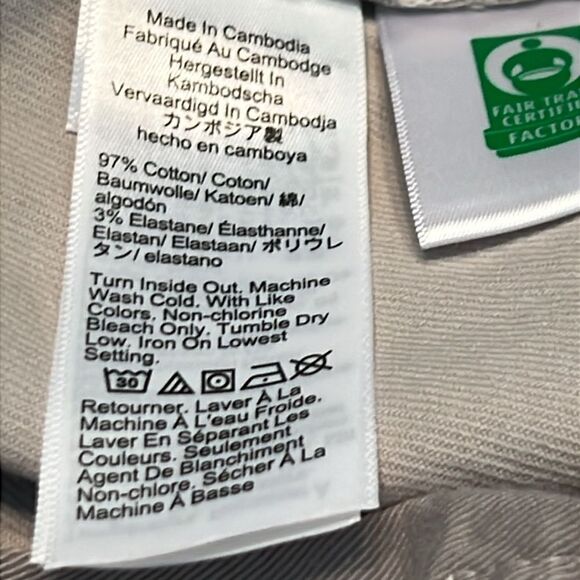 Made In Cambodia
Fabriqué Au Cambodge
Hergestellt In
Kambodscha
Vervaardigd In Cambodja
カンボジア製
hecho en camboya
97% Cotton/ Coton/
Baumwolle/ Katoen/ 綿/
algodón
3% Elastane/ Élasthanne/
Elastan/ Elastaan/ ポリウレ
タン/ elastano
Turn Inside Out. Machine
Wash Cold. With Like
Colors. Non-chlorine
Bleach Only. Tumble Dry
Low. Iron On Lowest
Setting.
30
Retourner. Laver À La
Machine À L'eau Froide.
Laver En Séparant Les
Couleurs. Seulement
Agent De Blanchiment
Non-chlore. Sécher À La
Machine À Basse
FAIR TRA
CERTIFI
FACTO